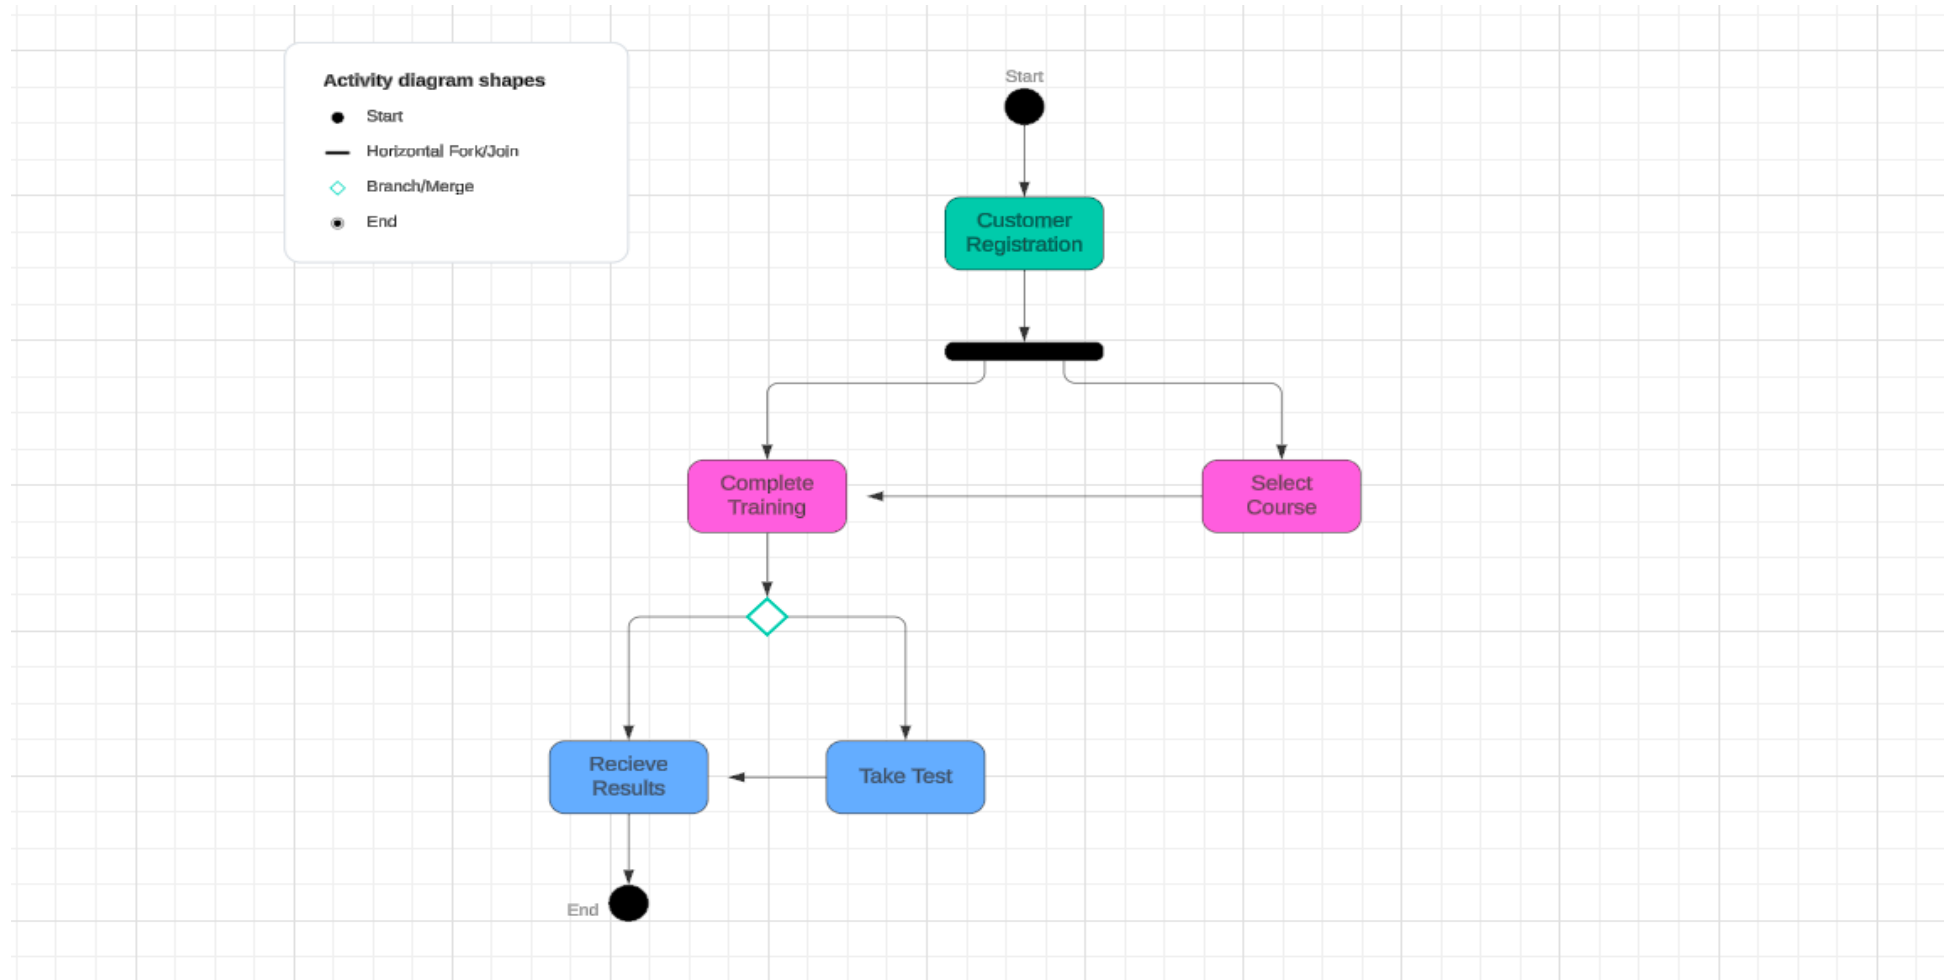 Activity diagram shapes
Start
Horizontal Fork/Join
Branch/Merge
End
Start
Customer
Registration
Complete
Training
Select
Course
Recieve
Results
Take Test
End